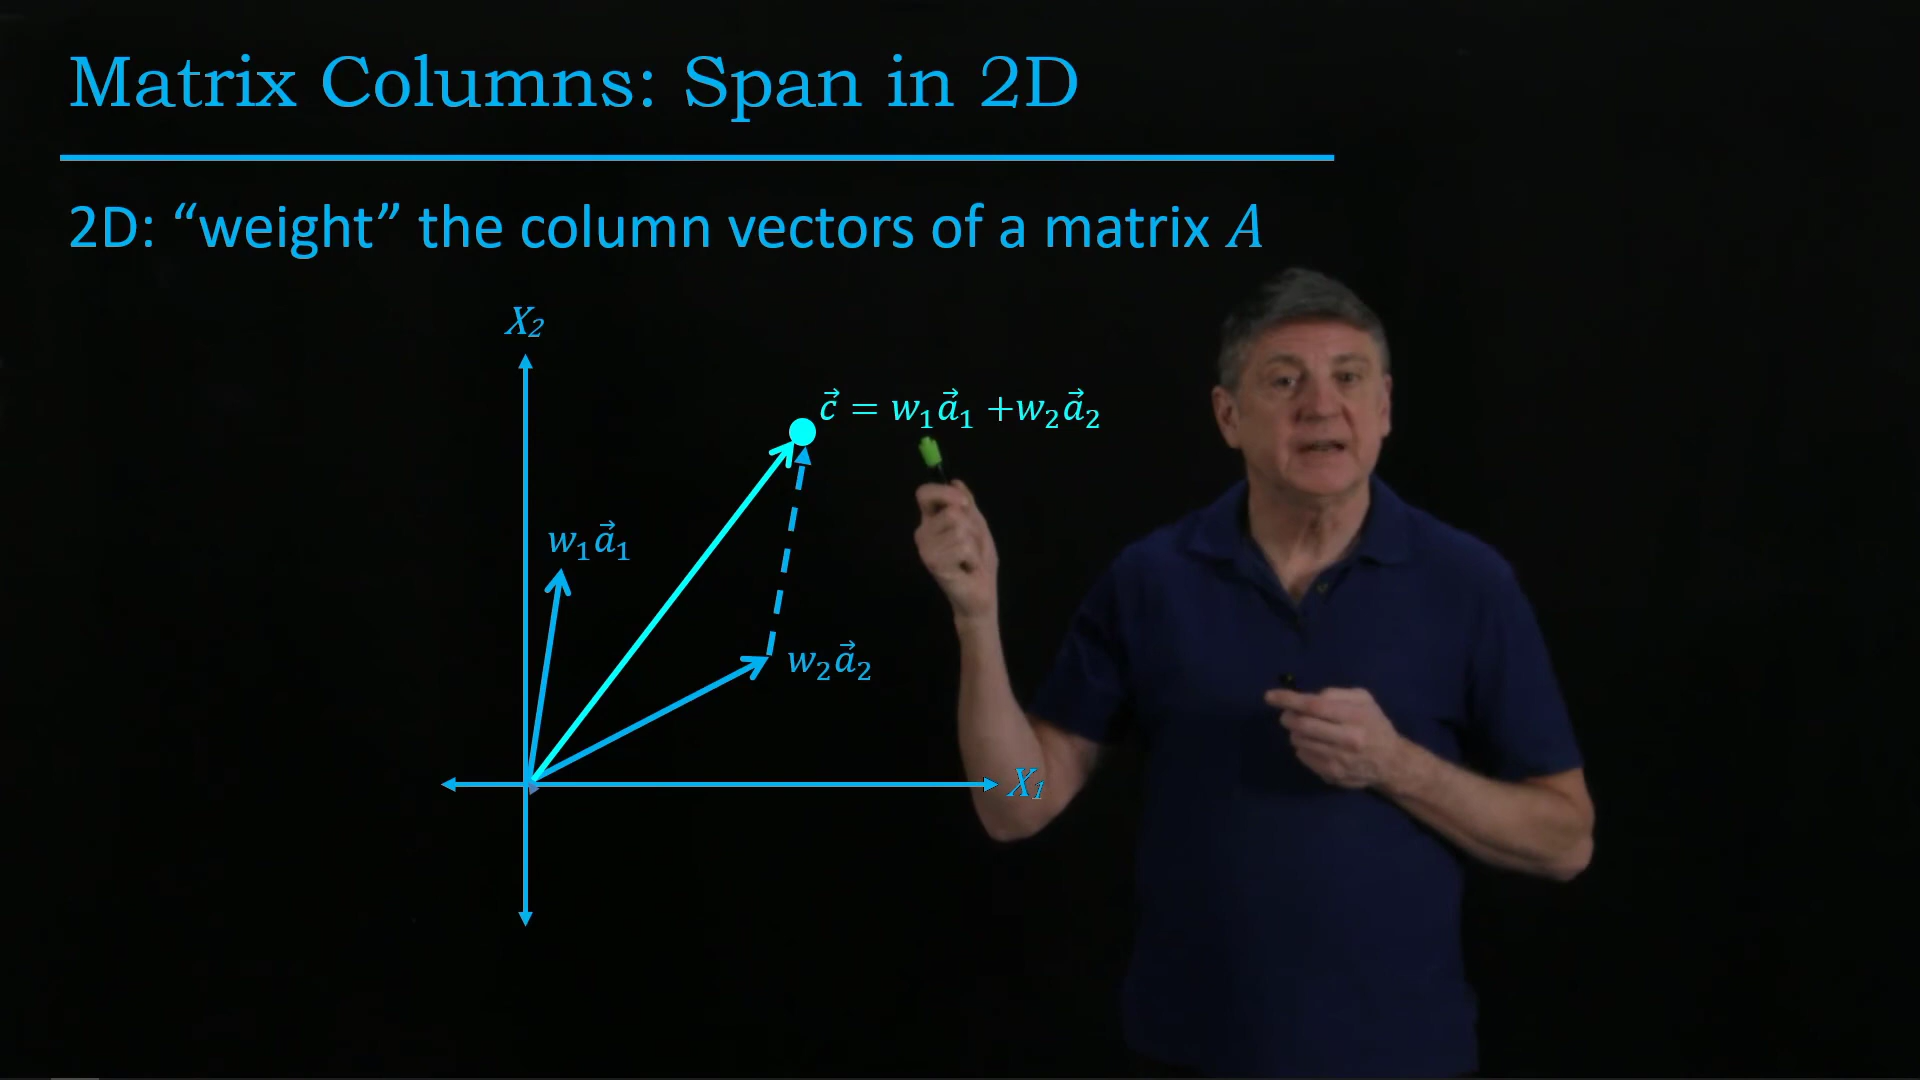 Matrix Columns: Span in 2D
2D: “weight” the column vectors of a matrix A
X₂
c⃗ = w₁a⃗₁ +w₂a⃗₂
w₁a⃗₁
w₂a⃗₂
X₁